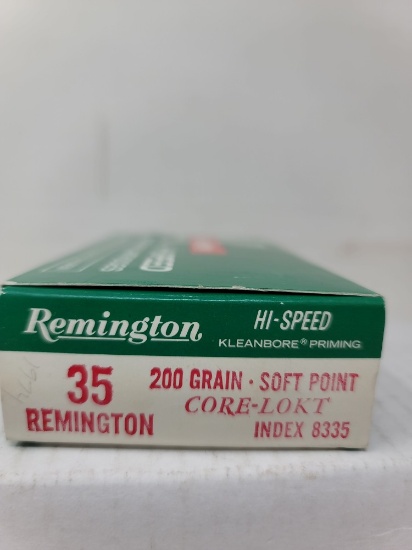 Remington
HI-SPEED
KLEANBORE® PRIMING
35
REMINGTON
200 GRAIN · SOFT POINT
CORE-LOKT
INDEX 8335